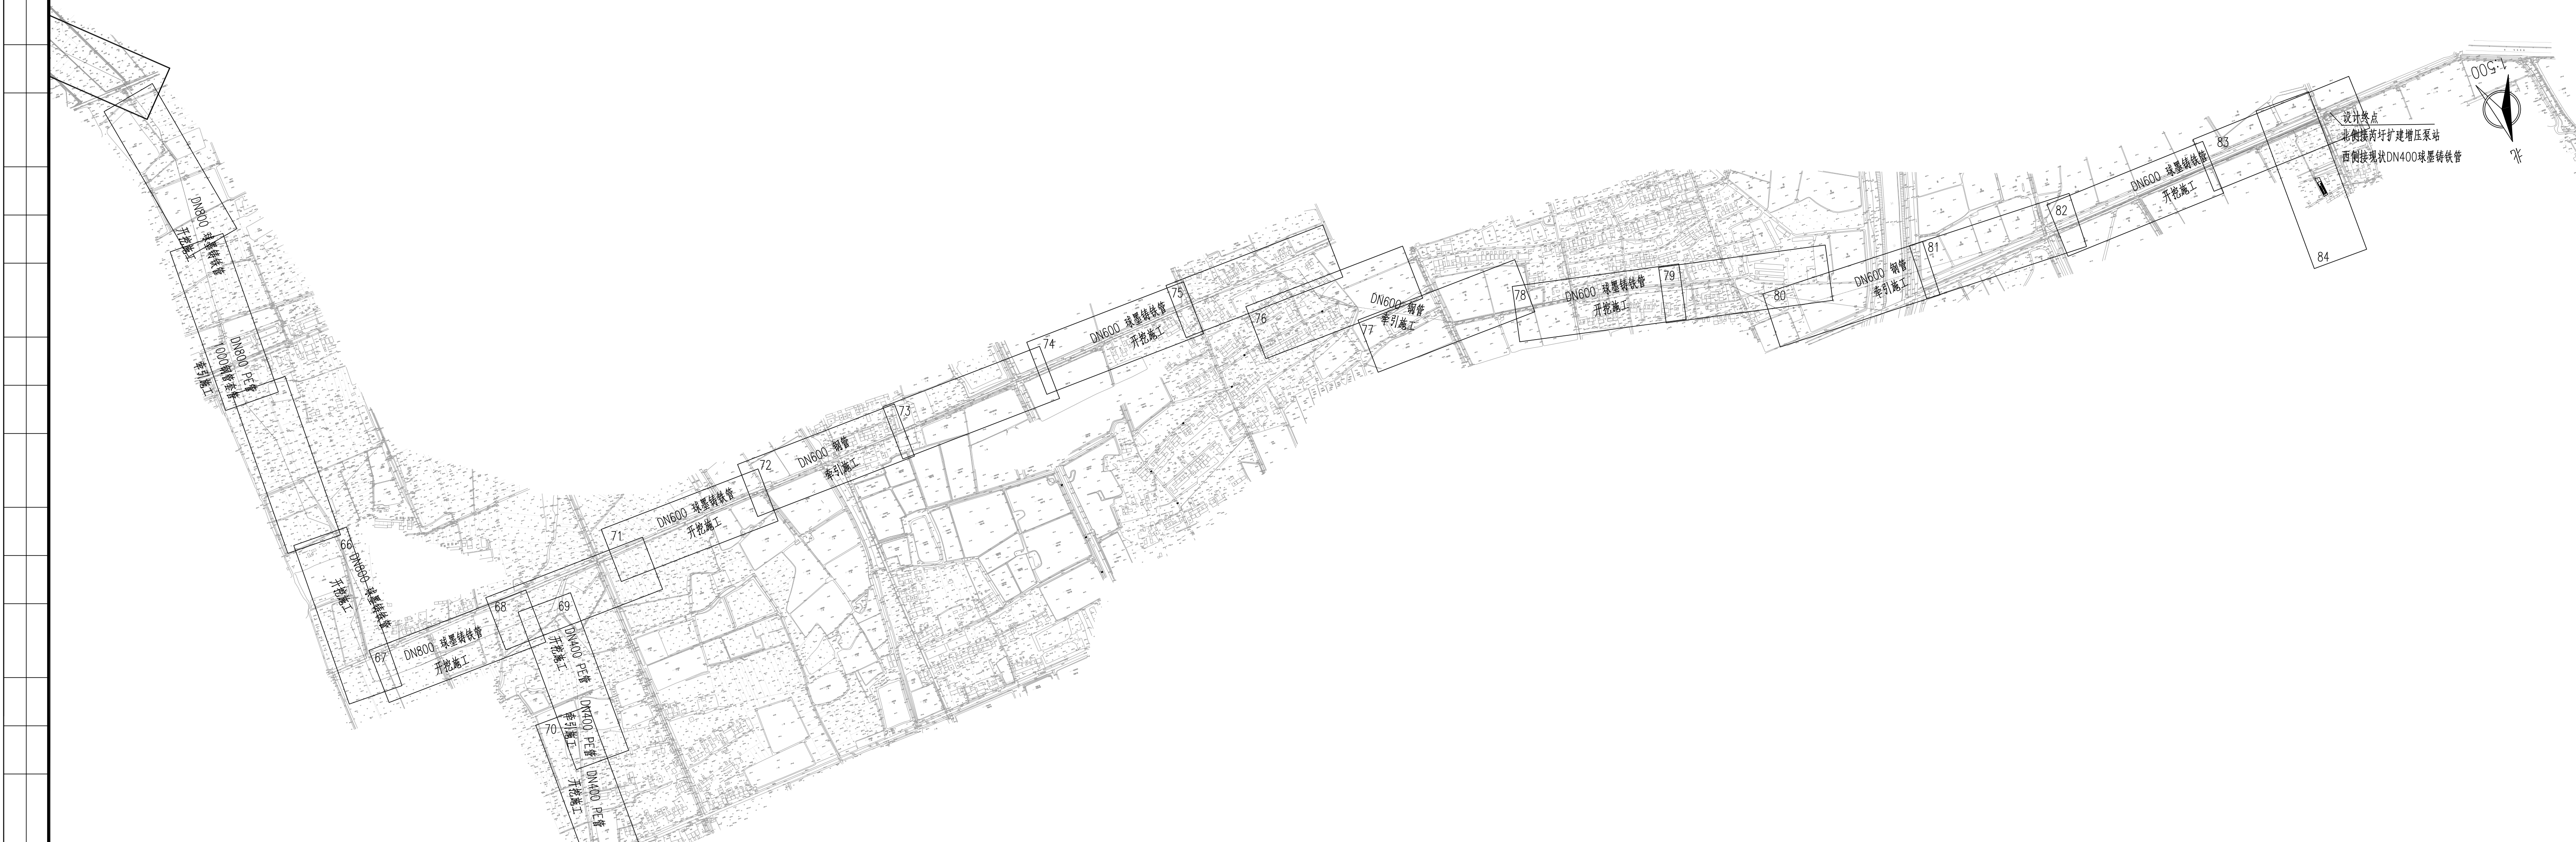 DN800 球墨铸铁管
开挖施工
DN800 PE管
1000钢管套管
牵引施工
66
DN800 球墨铸铁管
开挖施工
67
DN800 球墨铸铁管
开挖施工
68
69
DN400 PE管
开挖施工
DN400 PE管
牵引施工
70
DN400 PE管
开挖施工
71
DN600 球墨铸铁管
开挖施工
72
DN600 钢管
牵引施工
73
74
DN600 球墨铸铁管
开挖施工
75
76
77
DN600 钢管
牵引施工
78
DN600 球墨铸铁管
开挖施工
79
80
DN600 钢管
牵引施工
81
82
DN600 球墨铸铁管
开挖施工
83
84
设计终点
北侧接芮圩扩建增压泵站
西侧接现状DN400球墨铸铁管
1:500
北